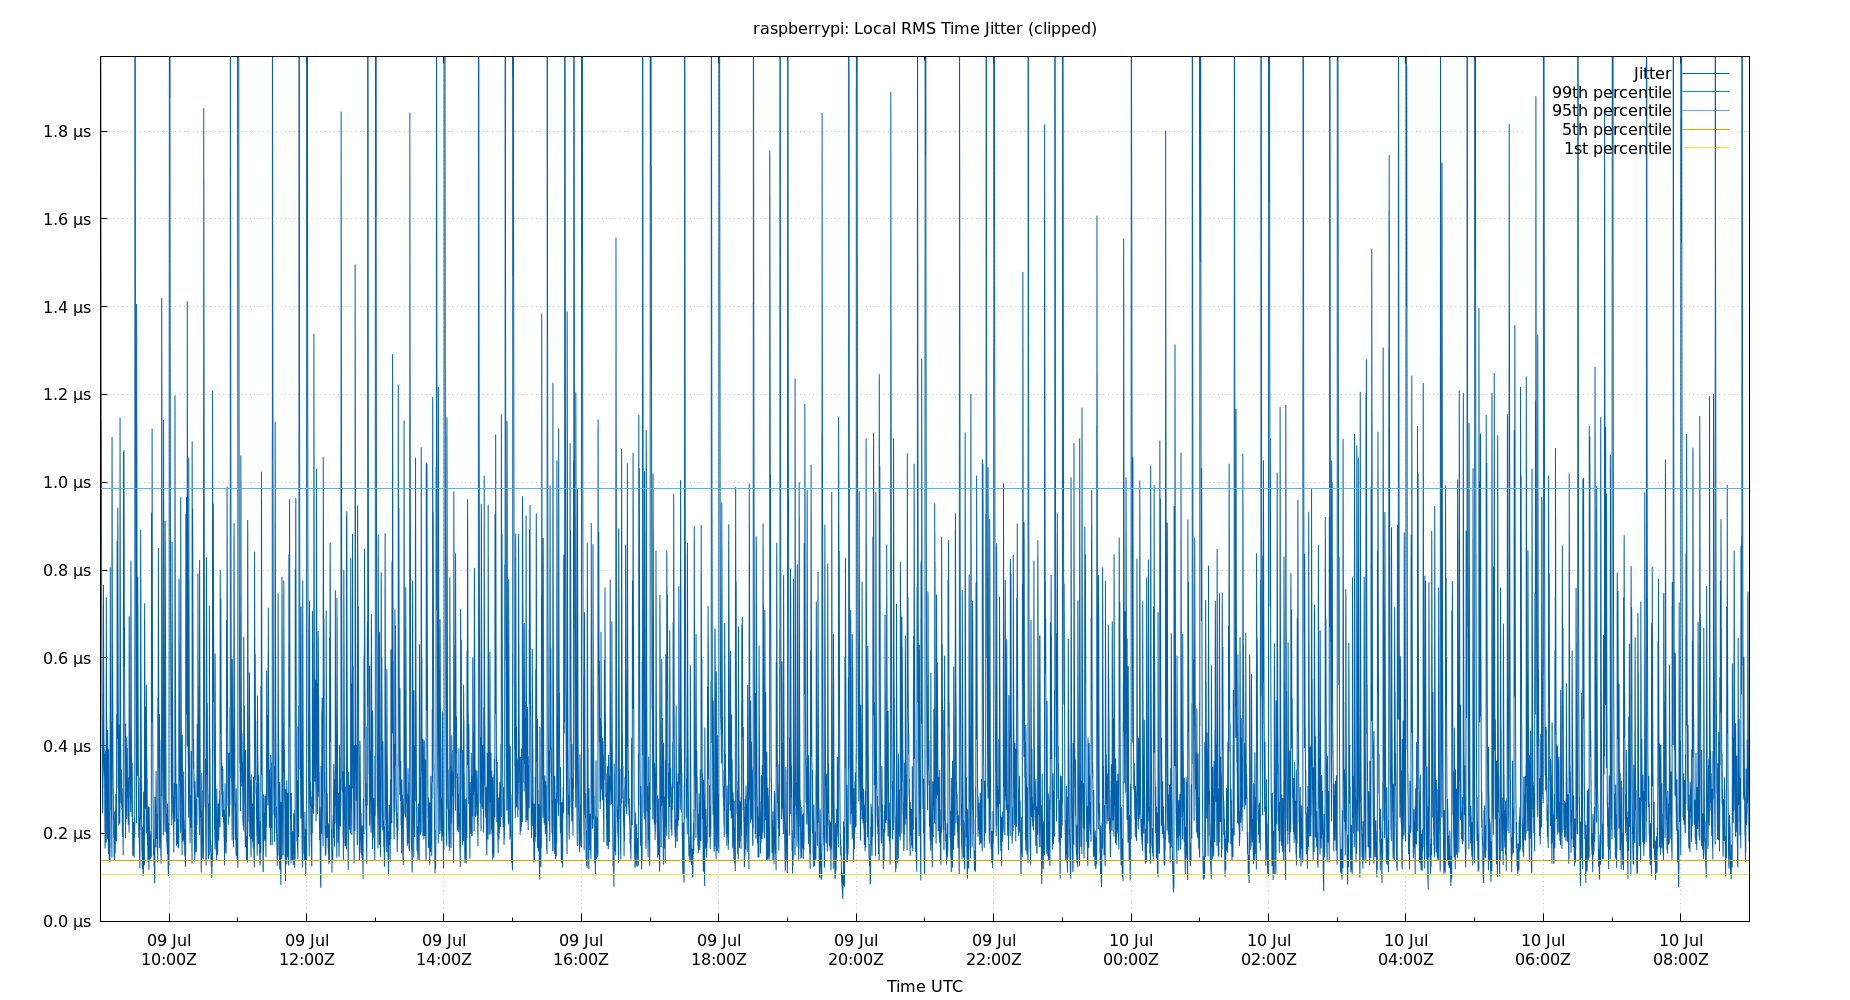 raspberrypi: Local RMS Time Jitter (clipped)
Jitter
99th percentile
95th percentile
5th percentile
1st percentile
1.8 µs
1.6 µs
1.4 µs
1.2 µs
1.0 µs
0.8 µs
0.6 µs
0.4 µs
0.2 µs
0.0 µs
09 Jul 09 Jul 09 Jul 09 Jul 09 Jul 09 Jul 09 Jul 10 Jul 10 Jul 10 Jul 10 Jul 10 Jul
10:00Z 12:00Z 14:00Z 16:00Z 18:00Z 20:00Z 22:00Z 00:00Z 02:00Z 04:00Z 06:00Z 08:00Z
Time UTC